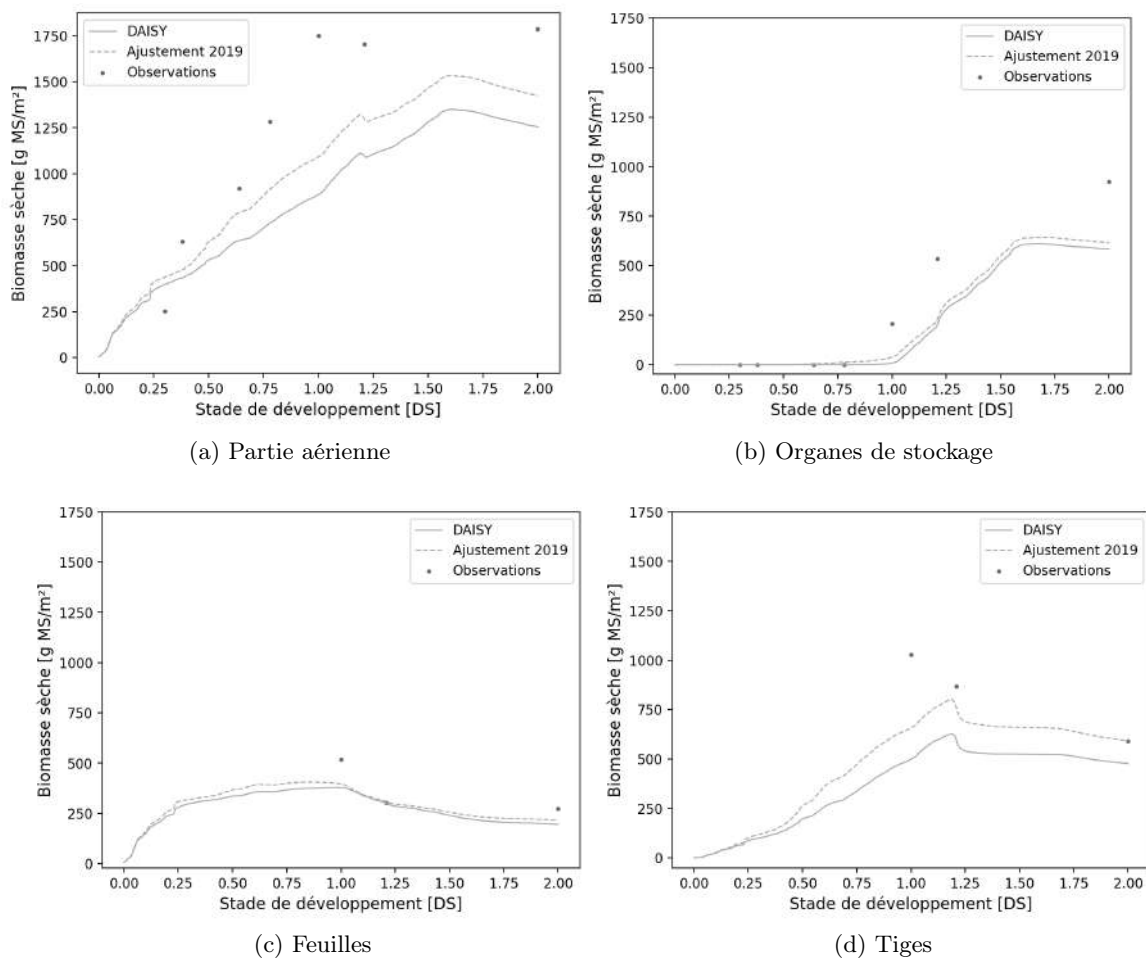 1750
1500
1250
1000
750
500
250
0
Biomasse sèche [g MS/m²]
DAISY
Ajustement 2019
Observations
0.00 0.25 0.50 0.75 1.00 1.25 1.50 1.75 2.00
Stade de développement [DS]
(a) Partie aérienne
1750
1500
1250
1000
750
500
250
0
Biomasse sèche [g MS/m²]
DAISY
Ajustement 2019
Observations
0.00 0.25 0.50 0.75 1.00 1.25 1.50 1.75 2.00
Stade de développement [DS]
(b) Organes de stockage
1750
1500
1250
1000
750
500
250
0
Biomasse sèche [g MS/m²]
DAISY
Ajustement 2019
Observations
0.00 0.25 0.50 0.75 1.00 1.25 1.50 1.75 2.00
Stade de développement [DS]
(c) Feuilles
1750
1500
1250
1000
750
500
250
0
Biomasse sèche [g MS/m²]
DAISY
Ajustement 2019
Observations
0.00 0.25 0.50 0.75 1.00 1.25 1.50 1.75 2.00
Stade de développement [DS]
(d) Tiges